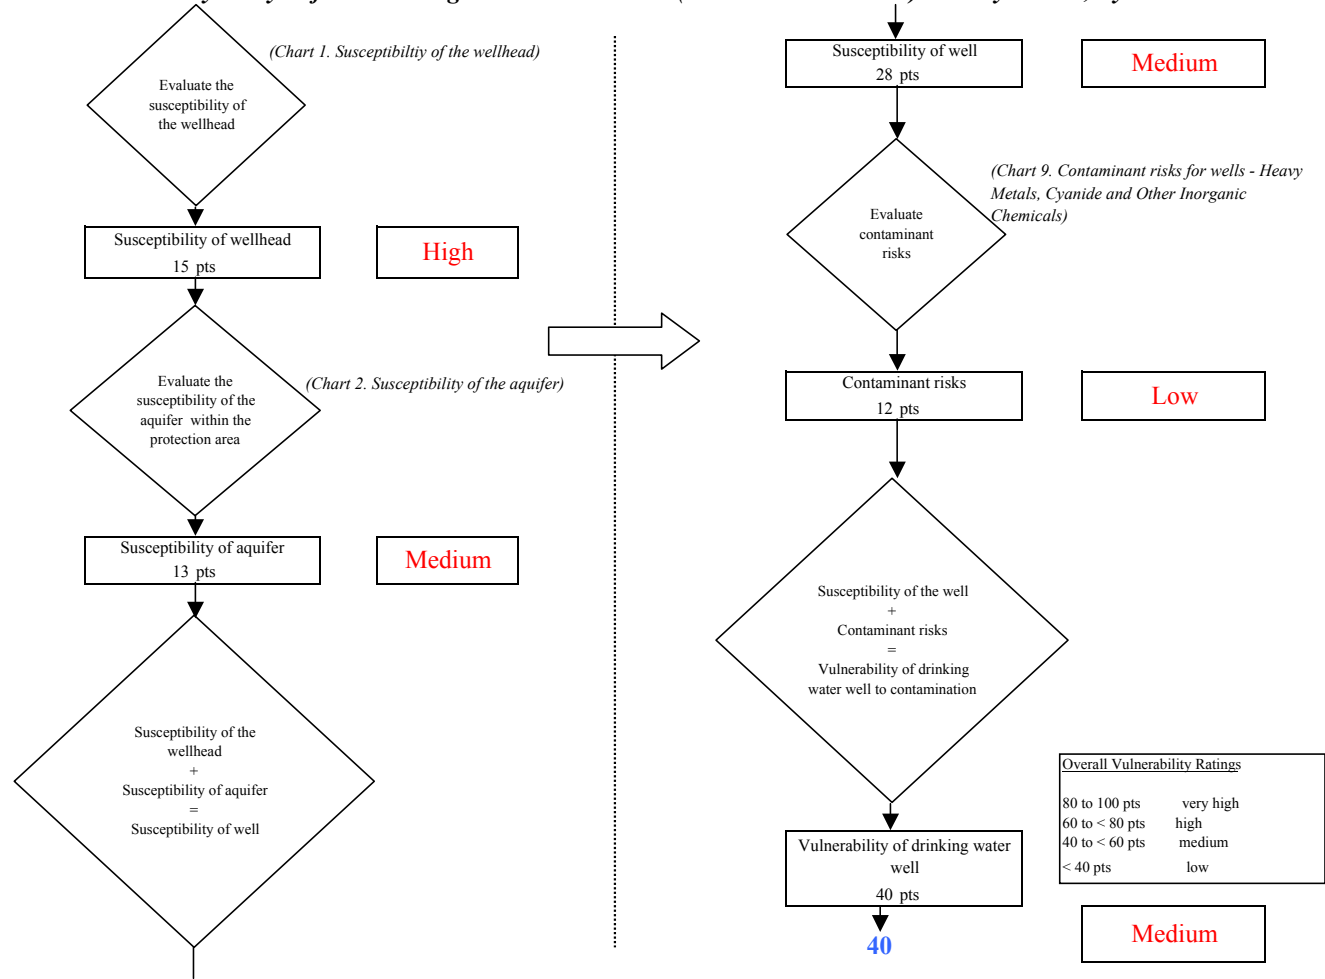 (Chart 1. Susceptibiltiy of the wellhead)
Evaluate the
susceptibility of
the wellhead
Susceptibility of wellhead
15 pts
High
Evaluate the
susceptibility of the
aquifer within the
protection area
(Chart 2. Susceptibility of the aquifer)
Susceptibility of aquifer
13 pts
Medium
Susceptibility of the
wellhead
+
Susceptibility of aquifer
=
Susceptibility of well
Susceptibility of well
28 pts
Medium
Evaluate
contaminant
risks
(Chart 9. Contaminant risks for wells - Heavy
Metals, Cyanide and Other Inorganic
Chemicals)
Contaminant risks
12 pts
Low
Susceptibility of the well
+
Contaminant risks
=
Vulnerability of drinking
water well to contamination
Overall Vulnerability Ratings
80 to 100 pts very high
60 to < 80 pts high
40 to < 60 pts medium
< 40 pts low
Vulnerability of drinking water
well
40 pts
40
Medium